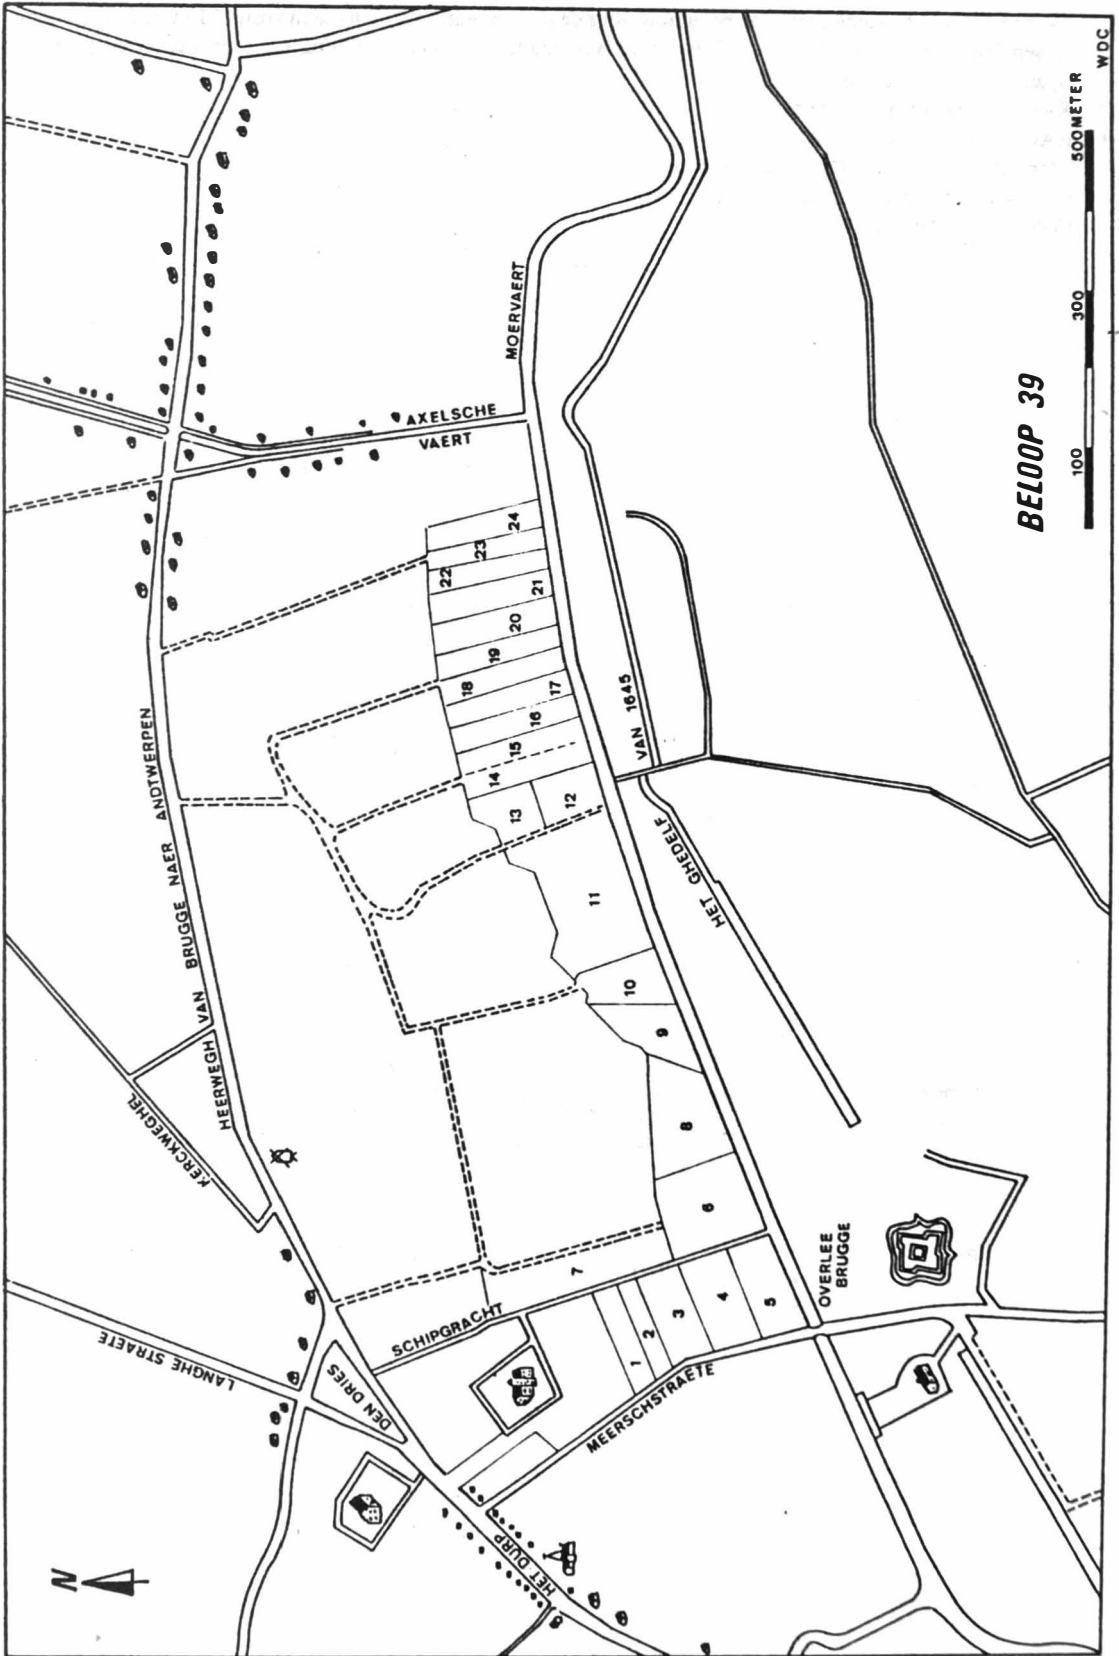 N
LANGHE STRAETE
KERCKWEGHEL
HEERWEGH VAN BRUGGE NAER ANDTWERPEN
DEN DRIES
HET DURP
SCHIPGRACHT
MEERSCHSTRAETE
AXELSCHE
VAERT
MOERVAERT
1
2
3
4
5
6
7
8
9
10
11
12
13
14
15
16
17
18
19
20
21
22
23
24
OVERLEE
BRUGGE
HET GHEDELF
VAN 1645
BELOOP 39
100
300
500 METER
WDC